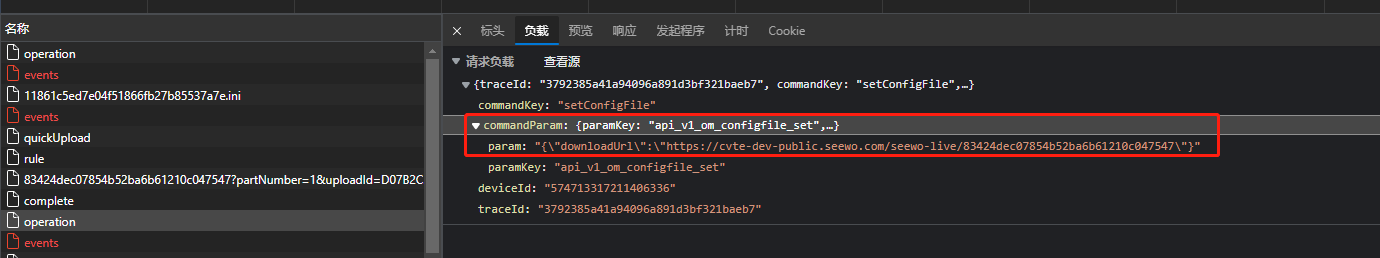 名称
operation
events
11861c5ed7e04f51866fb27b85537a7e.ini
events
quickUpload
rule
83424dec07854b52ba6b61210c047547?partNumber=1&uploadId=D07B2C
complete
operation
events
标头
负载
预览
响应
发起程序
计时
Cookie
请求负载
查看源
{traceId: "3792385a41a94096a891d3bf321baeb7", commandKey: "setConfigFile",…}
commandKey: "setConfigFile"
commandParam: {paramKey: "api_v1_om_configfile_set",…}
param: "{\"downloadUrl\":\"https://cvte-dev-public.seewo.com/seewo-live/83424dec07854b52ba6b61210c047547\"}"
paramKey: "api_v1_om_configfile_set"
deviceId: "574713317211406336"
traceId: "3792385a41a94096a891d3bf321baeb7"